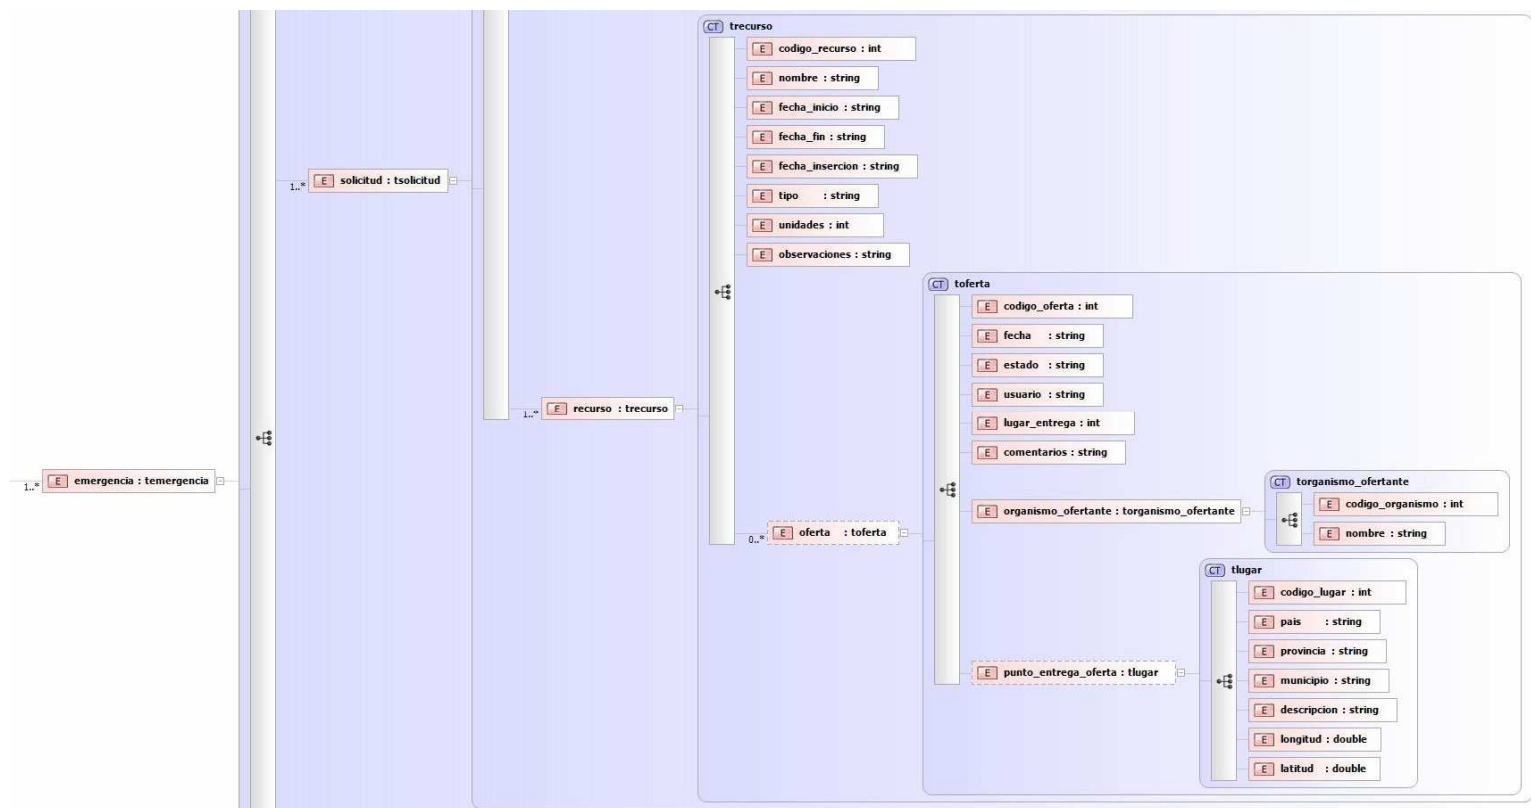 CT trecurso
E codigo_recurso : int
E nombre : string
E fecha_inicio : string
E fecha_fin : string
E fecha_insercion : string
1..* E solicitud : tsolicitud
E tipo : string
E unidades : int
E observaciones : string
CT toferta
E codigo_oferta : int
E fecha : string
E estado : string
E usuario : string
1..* E recurso : trecurso
E lugar_entrega : int
E comentarios : string
1..* E emergencia : temergencia
CT torganismo_ofertante
E codigo_organismo : int
E organismo_ofertante : torganismo_ofertante
0..* E oferta : toferta
E nombre : string
CT tlugar
E codigo_lugar : int
E pais : string
E provincia : string
E punto_entrega_oferta : tlugar
E municipio : string
E descripcion : string
E longitud : double
E latitud : double